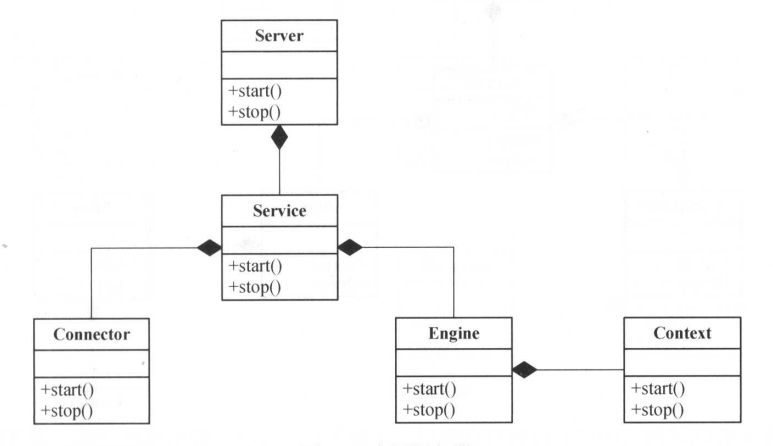 Server
+start()
+stop()
Service
+start()
+stop()
Connector
+start()
+stop()
Engine
+start()
+stop()
Context
+start()
+stop()